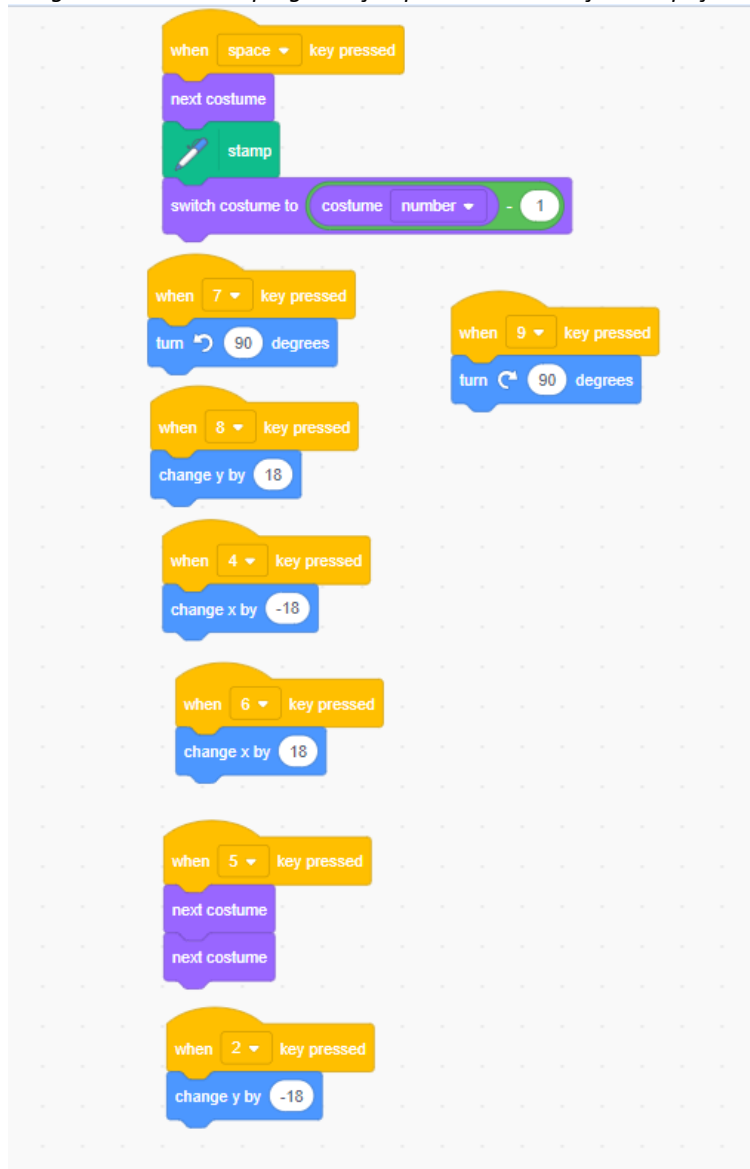 when space key pressed
next costume
stamp
switch costume to costume number - 1
when 7 key pressed
turn 90 degrees
when 9 key pressed
turn 90 degrees
when 8 key pressed
change y by 18
when 4 key pressed
change x by -18
when 6 key pressed
change x by 18
when 5 key pressed
next costume
next costume
when 2 key pressed
change y by -18